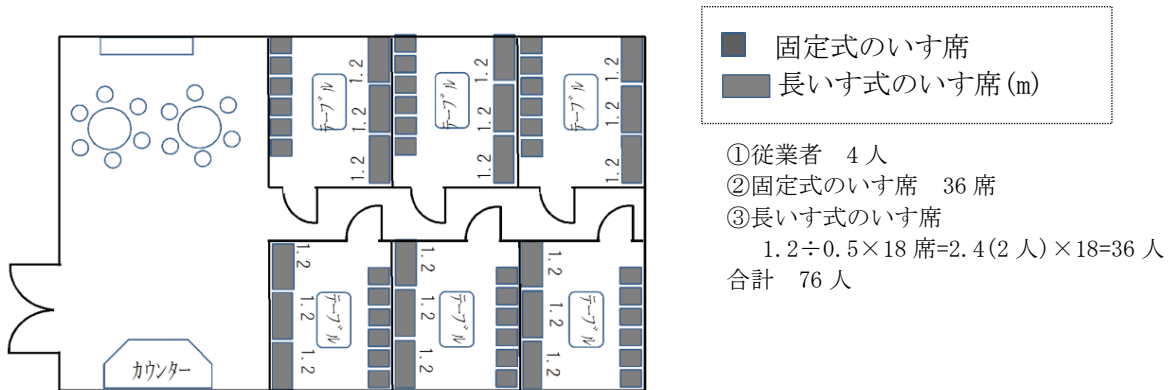 固定式のいす席
長いす式のいす席(m)
①従業者 4人
②固定式のいす席 36席
③長いす式のいす席
1.2÷0.5×18席=2.4(2人)×18=36人
合計 76人
1.2
1.2
1.2
テーブル
1.2
1.2
1.2
テーブル
1.2
1.2
1.2
テーブル
1.2
1.2
1.2
テーブル
1.2
1.2
1.2
テーブル
1.2
1.2
1.2
テーブル
カウンター